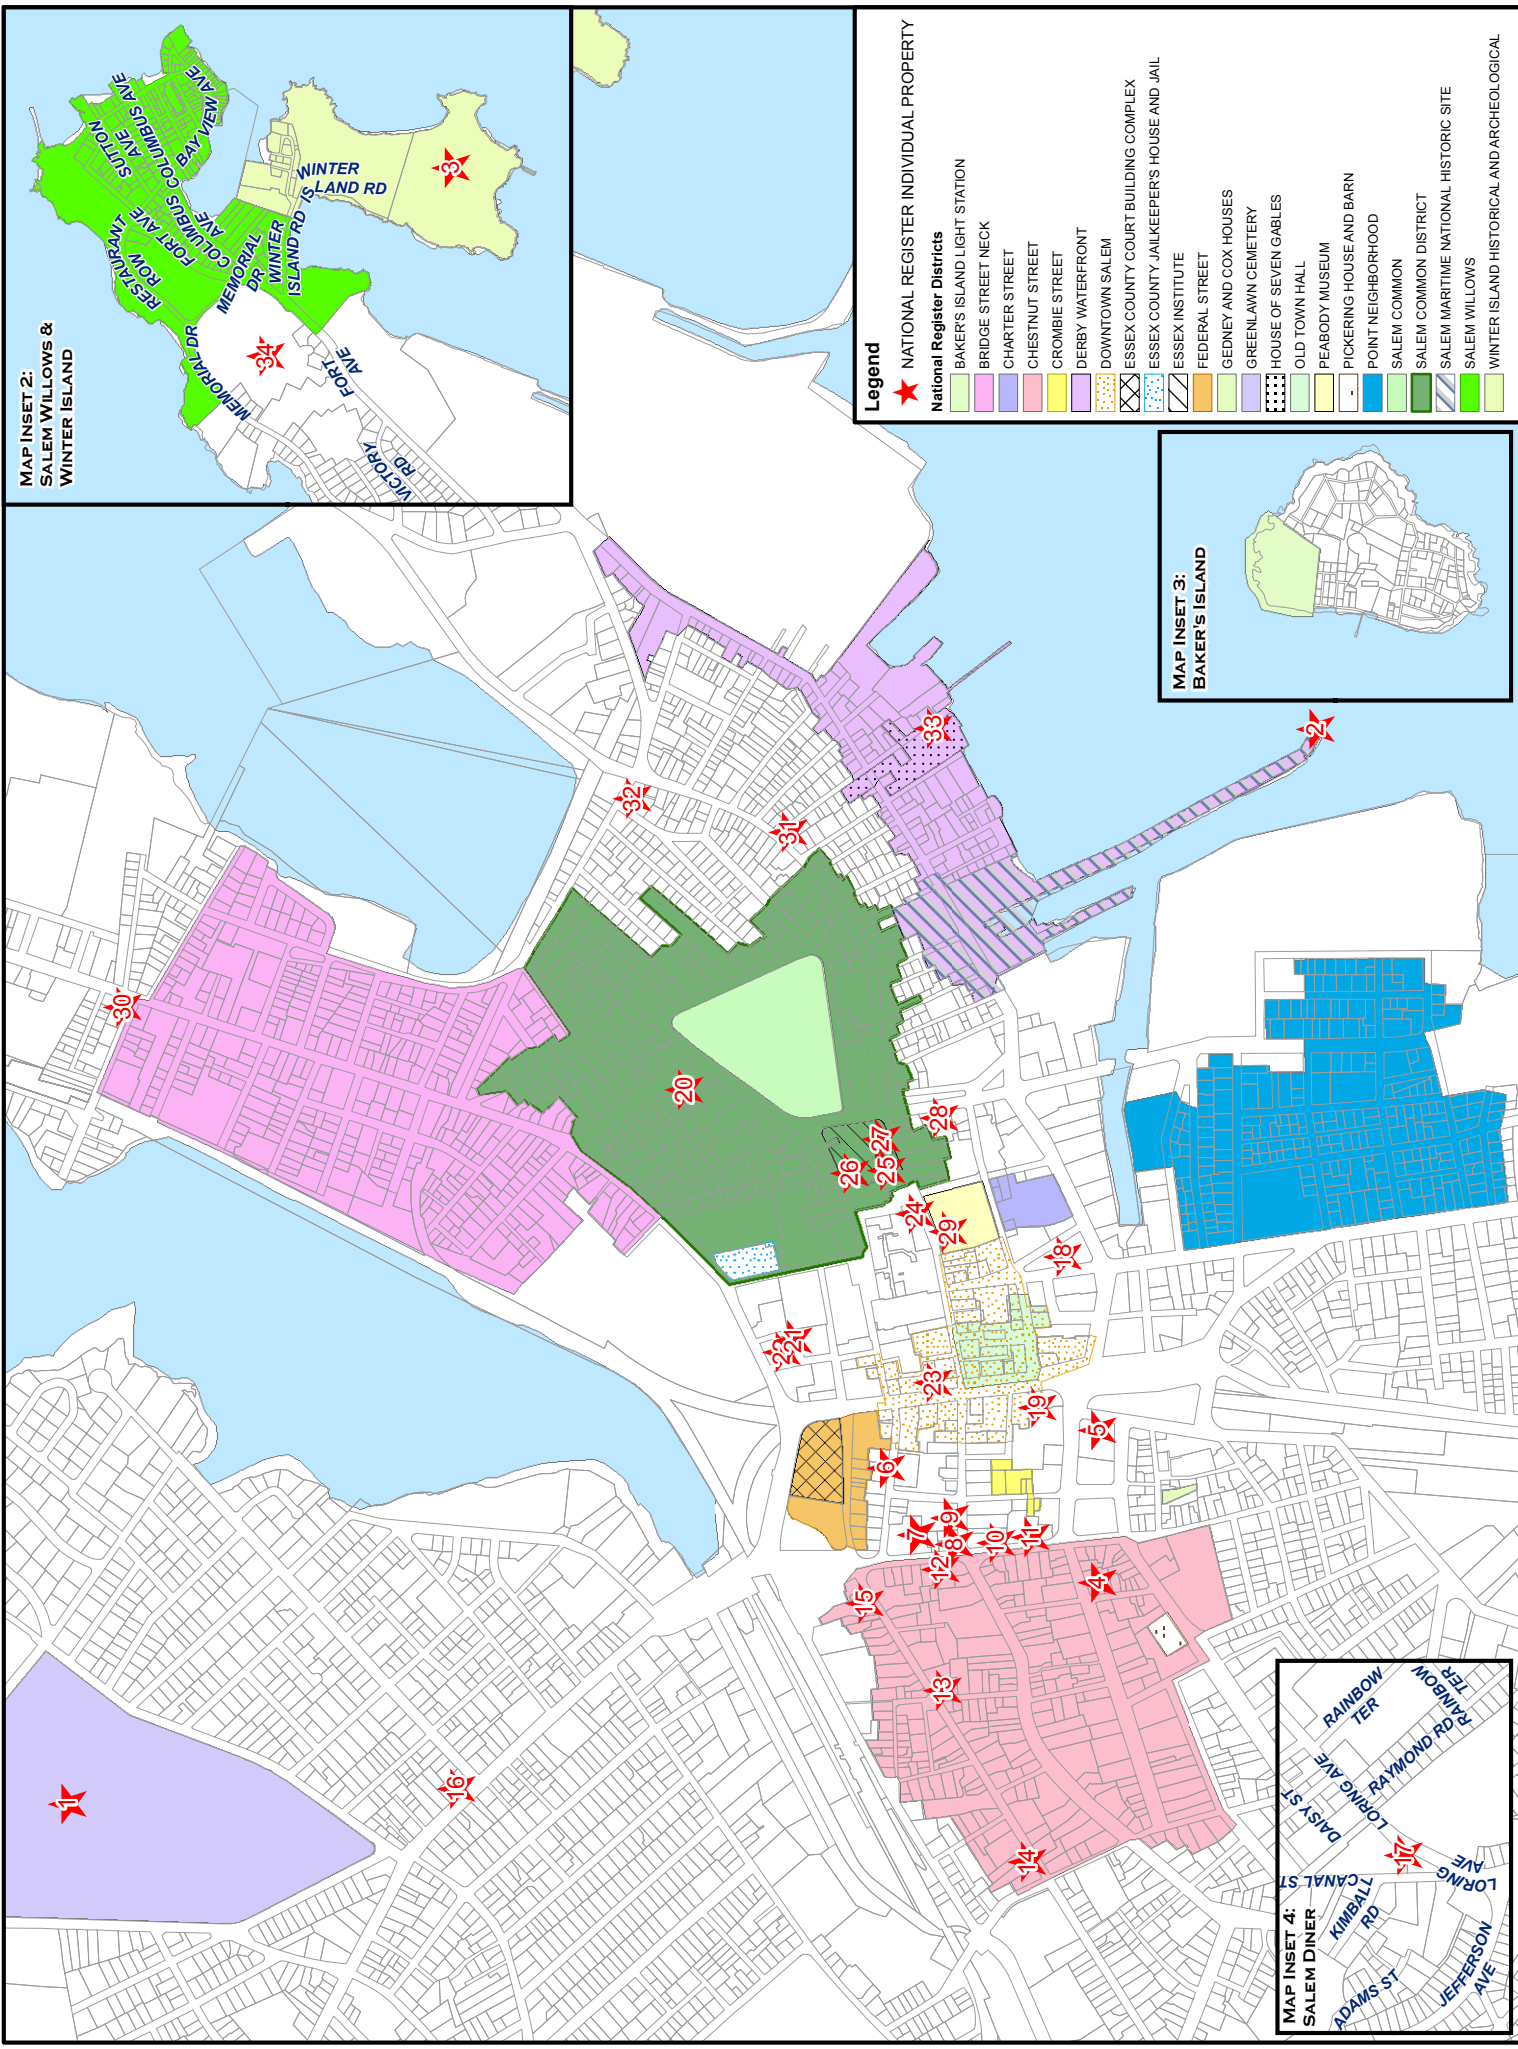 MAP INSET 2:
SALEM WILLOWS &
WINTER ISLAND
SUTTON
AVE
COLUMBUS AVE
BAY VIEW AVE
COLUMBUS
AVE
FORT AVE
RESTAURANT
ROW
MEMORIAL
DR
WINTER
ISLAND RD
WINTER
ISLAND RD
MEMORIAL DR
FORT
AVE
VICTORY
RD
3
34
Legend
NATIONAL REGISTER INDIVIDUAL PROPERTY
National Register Districts
BAKER'S ISLAND LIGHT STATION
BRIDGE STREET NECK
CHARTER STREET
CHESTNUT STREET
CROMBIE STREET
DERBY WATERFRONT
DOWNTOWN SALEM
ESSEX COUNTY COURT BUILDING COMPLEX
ESSEX COUNTY JAILKEEPER'S HOUSE AND JAIL
ESSEX INSTITUTE
FEDERAL STREET
GEDNEY AND COX HOUSES
GREENLAWN CEMETERY
HOUSE OF SEVEN GABLES
OLD TOWN HALL
PEABODY MUSEUM
PICKERING HOUSE AND BARN
POINT NEIGHBORHOOD
SALEM COMMON
SALEM COMMON DISTRICT
SALEM MARITIME NATIONAL HISTORIC SITE
SALEM WILLOWS
WINTER ISLAND HISTORICAL AND ARCHEOLOGICAL
MAP INSET 3:
BAKER'S ISLAND
MAP INSET 4:
SALEM DINER
RAINBOW
TER
RAINBOW
TER
RAYMOND RD
LORING AVE
DAISY ST
CANAL ST
KIMBALL
RD
LORING
AVE
ADAMS ST
JEFFERSON
AVE
17
1
16
30
32
31
33
2
20
28
27
25
26
24
29
18
21
22
23
19
5
6
7
9
8
10
11
12
15
4
13
14